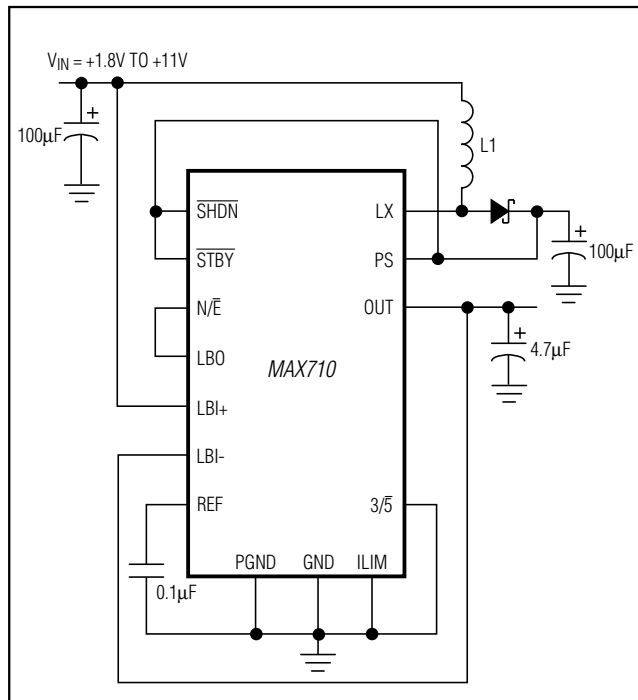 VIN = +1.8V TO +11V
100µF
+
L1
SHDN
LX
STBY
PS
+
100µF
N/E
OUT
LBO
MAX710
+
4.7µF
LBI+
LBI-
REF
3/5
0.1µF
PGND GND ILIM